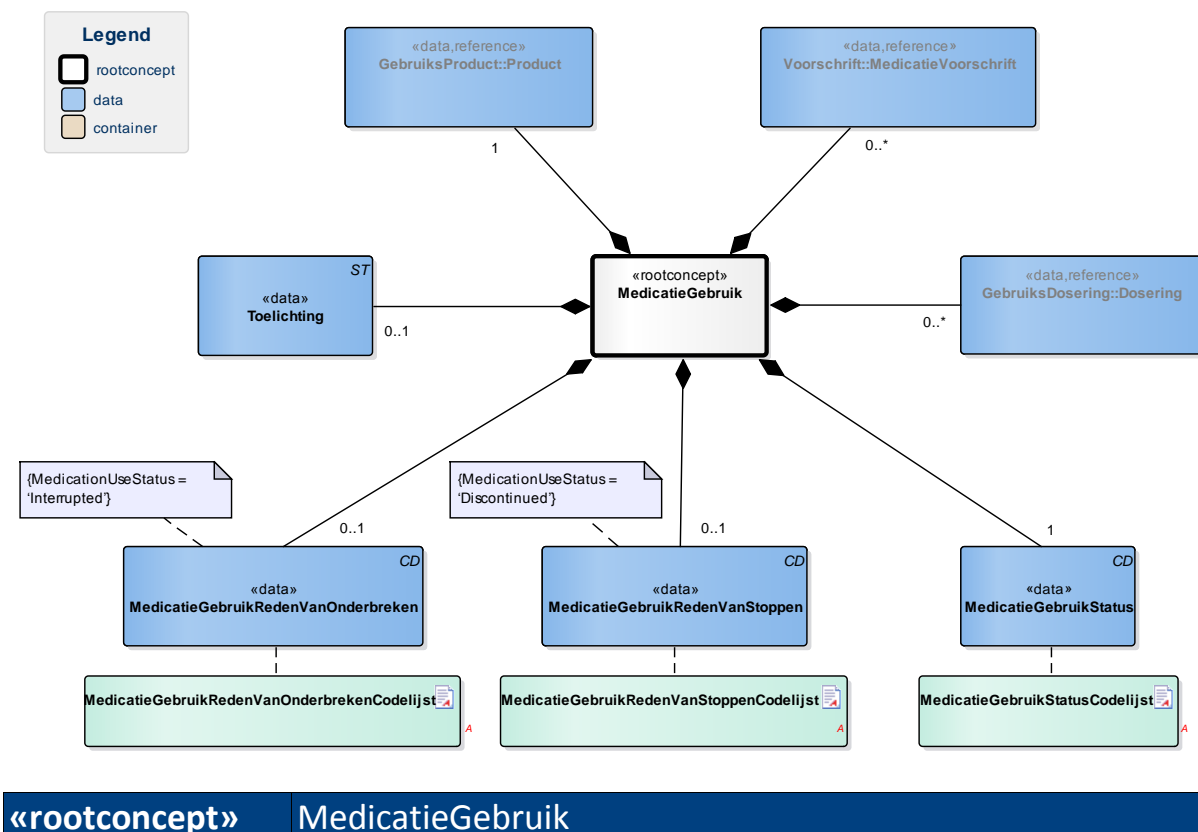 Legend
rootconcept
data
container
«data,reference»
GebruiksProduct::Product
«data,reference»
Voorschrift::MedicatieVoorschrift
1
0..*
ST
«data»
Toelichting
0..1
«rootconcept»
MedicatieGebruik
«data,reference»
GebruiksDosering::Dosering
0..*
{MedicationUseStatus =
'Interrupted'}
{MedicationUseStatus =
'Discontinued'}
0..1
0..1
1
CD
«data»
MedicatieGebruikRedenVanOnderbreken
CD
«data»
MedicatieGebruikRedenVanStoppen
CD
«data»
MedicatieGebruikStatus
MedicatieGebruikRedenVanOnderbrekenCodelijst
A
MedicatieGebruikRedenVanStoppenCodelijst
A
MedicatieGebruikStatusCodelijst
A
«rootconcept» MedicatieGebruik